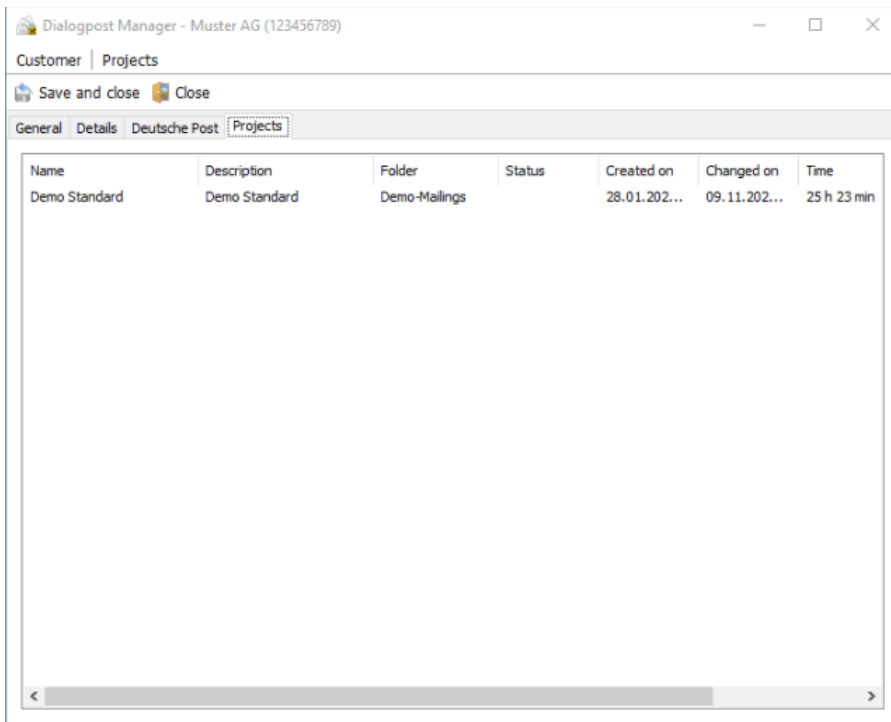 Dialogpost Manager - Muster AG (123456789)
Customer | Projects
Save and close Close
General Details Deutsche Post Projects
Name Description Folder Status Created on Changed on Time
Demo Standard Demo Standard Demo-Mailings 28.01.202... 09.11.202... 25 h 23 min